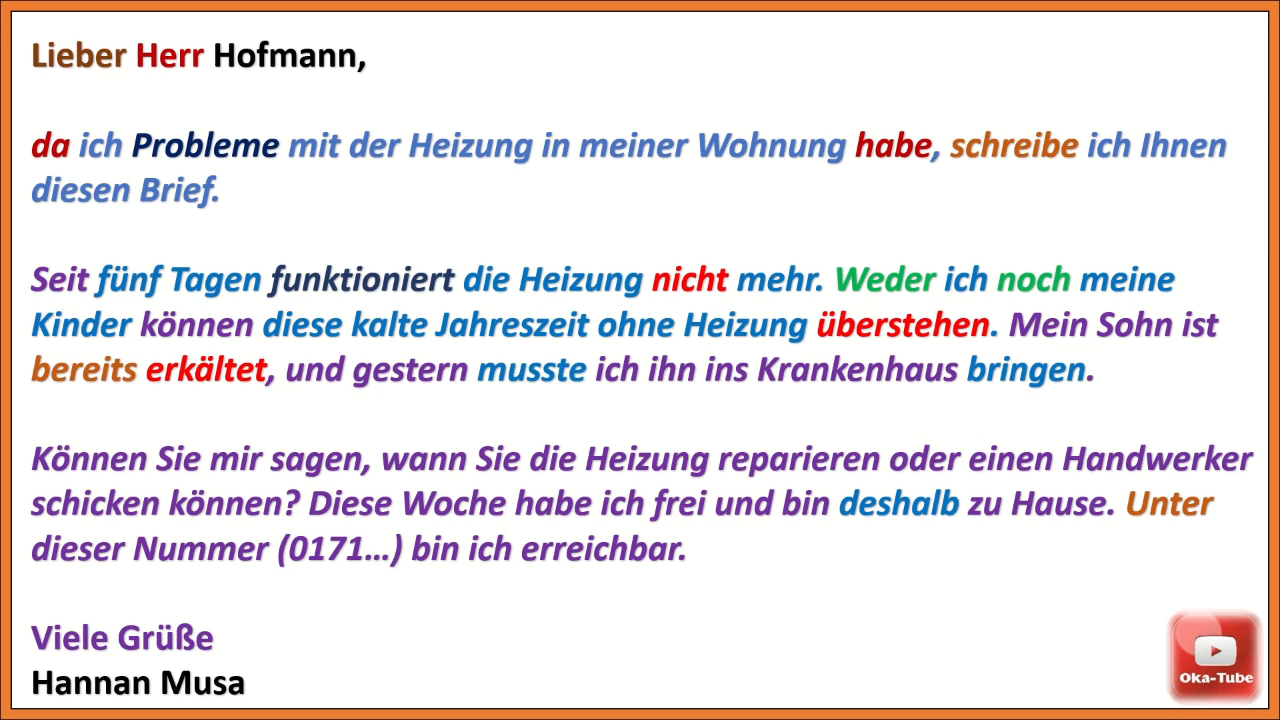 Lieber Herr Hofmann,
da ich Probleme mit der Heizung in meiner Wohnung habe, schreibe ich Ihnen
diesen Brief.
Seit fünf Tagen funktioniert die Heizung nicht mehr. Weder ich noch meine
Kinder können diese kalte Jahreszeit ohne Heizung überstehen. Mein Sohn ist
bereits erkältet, und gestern musste ich ihn ins Krankenhaus bringen.
Können Sie mir sagen, wann Sie die Heizung reparieren oder einen Handwerker
schicken können? Diese Woche habe ich frei und bin deshalb zu Hause. Unter
dieser Nummer (0171…) bin ich erreichbar.
Viele Grüße
Hannan Musa
Oka-Tube